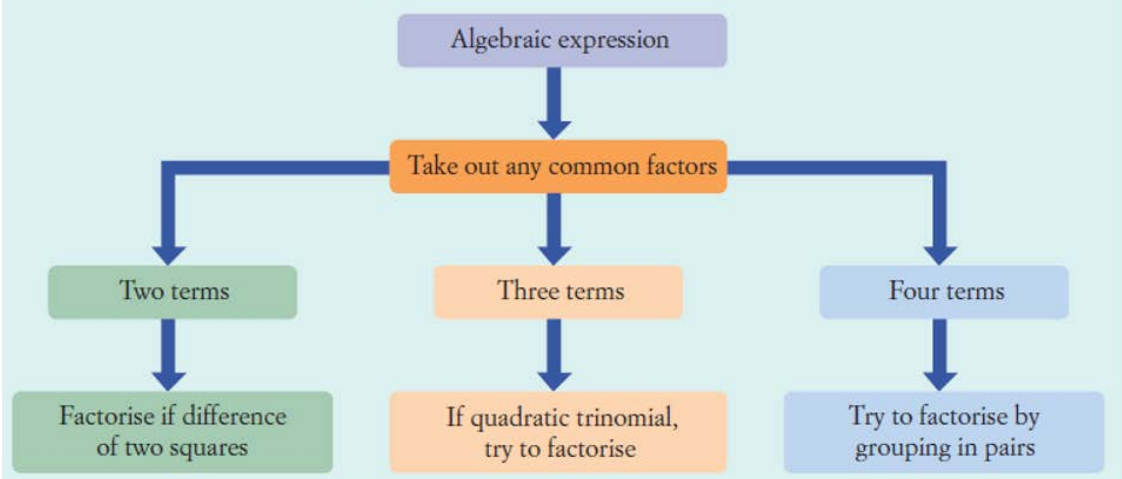 Algebraic expression
Take out any common factors
Two terms
Three terms
Four terms
Factorise if difference
of two squares
If quadratic trinomial,
try to factorise
Try to factorise by
grouping in pairs